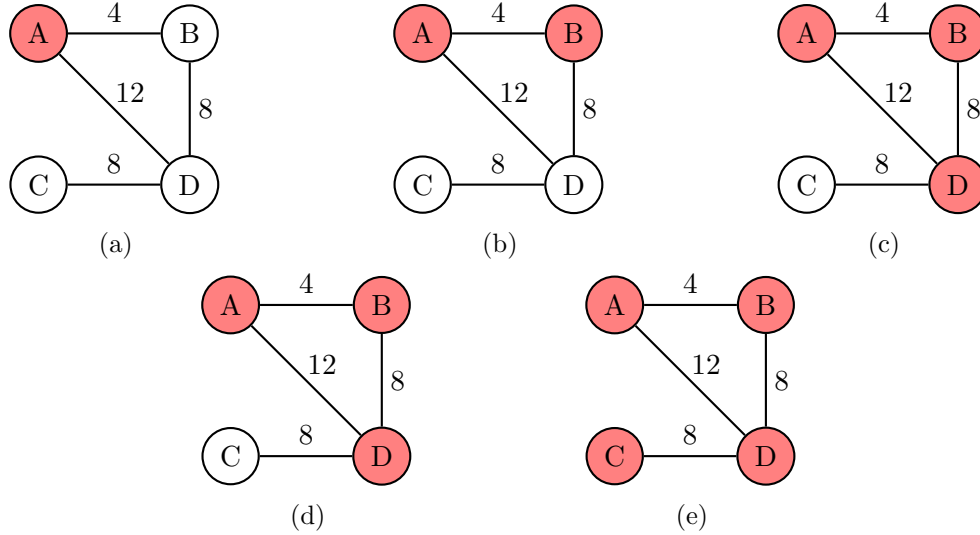 A 4 B A 4 B A 4 B
12 8 12 8 12 8
C 8 D C 8 D C 8 D
(a) (b) (c)
A 4 B A 4 B
12 8 12 8
C 8 D C 8 D
(d) (e)